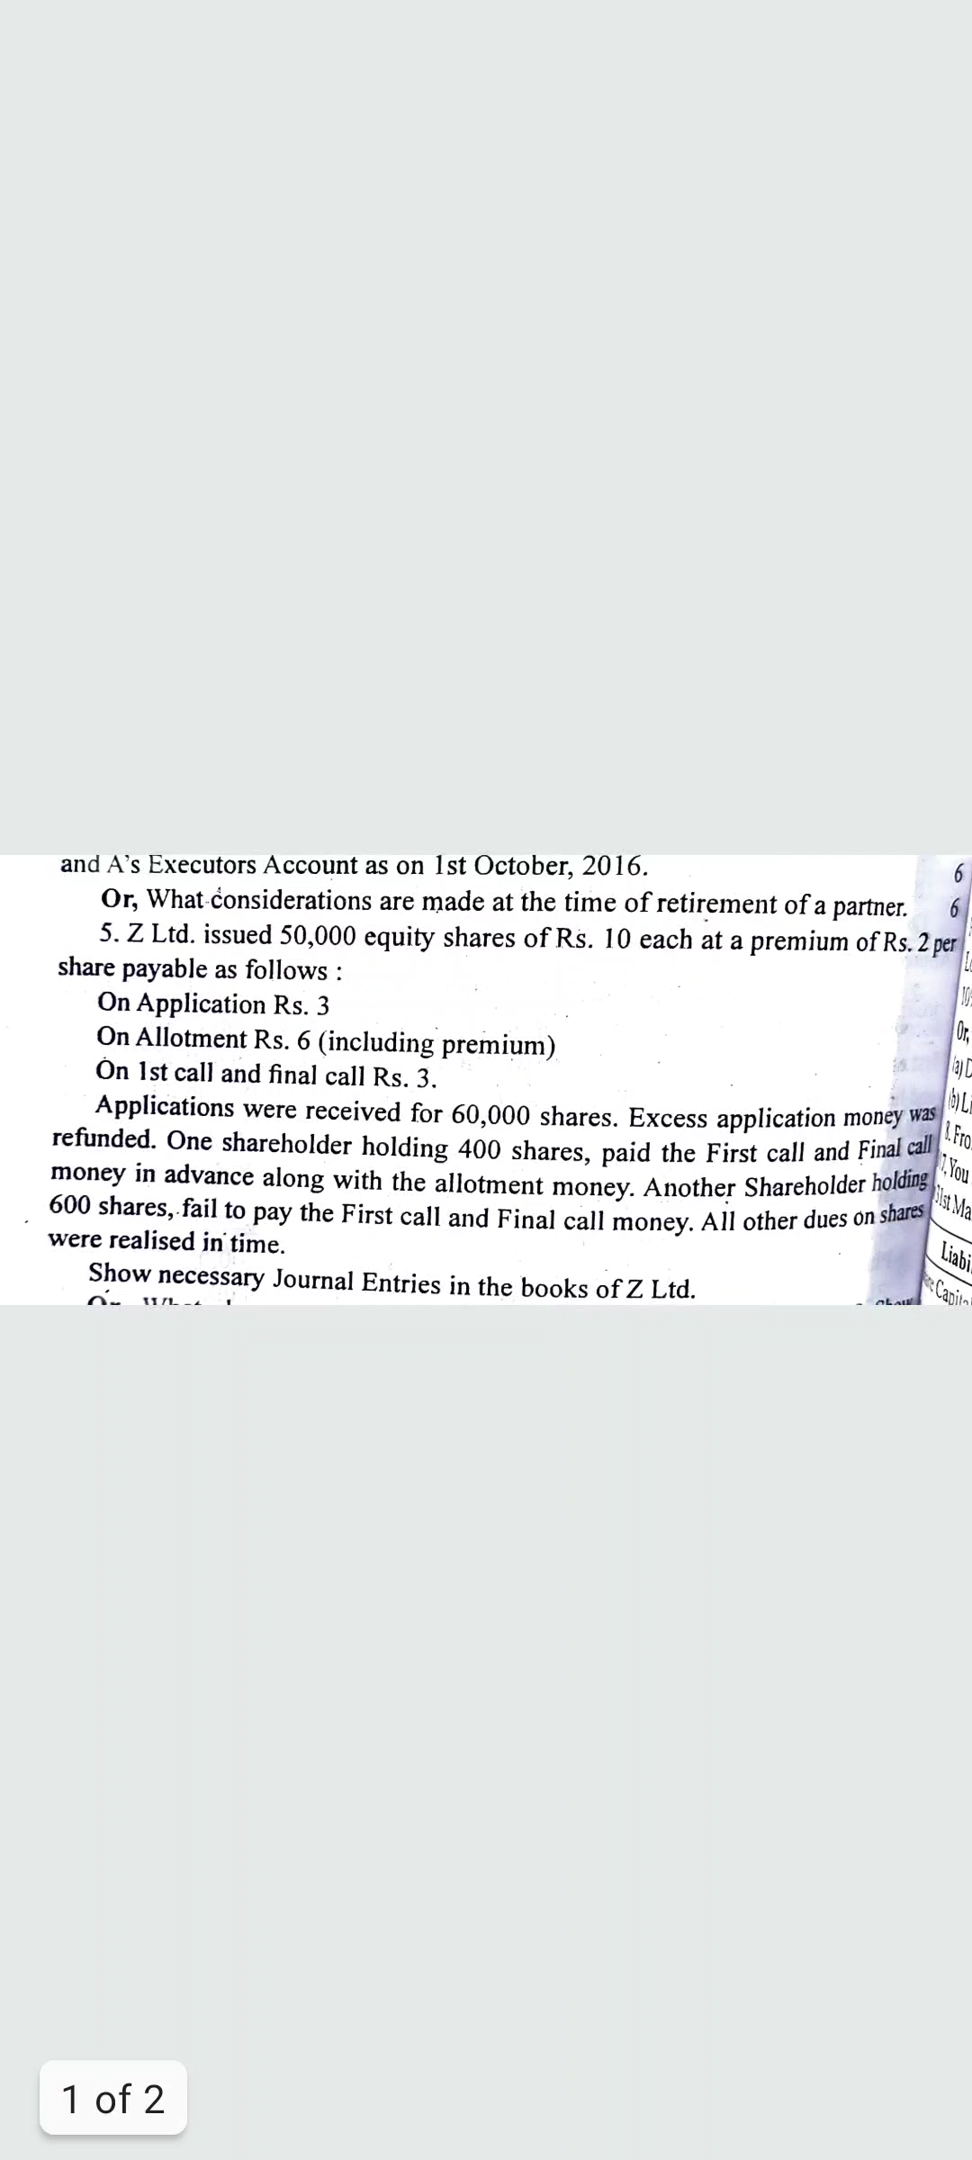 and A's Executors Account as on 1st October, 2016.
6
Or, What considerations are made at the time of retirement of a partner.
6
5. Z Ltd. issued 50,000 equity shares of Rs. 10 each at a premium of Rs. 2 per
share payable as follows :
On Application Rs. 3
On Allotment Rs. 6 (including premium)
On 1st call and final call Rs. 3.
Applications were received for 60,000 shares. Excess application money was
refunded. One shareholder holding 400 shares, paid the First call and Final call
money in advance along with the allotment money. Another Shareholder holding
600 shares, fail to pay the First call and Final call money. All other dues on shares
were realised in time.
Show necessary Journal Entries in the books of Z Ltd.
Or,
(a)
(b)
You
1 of 2